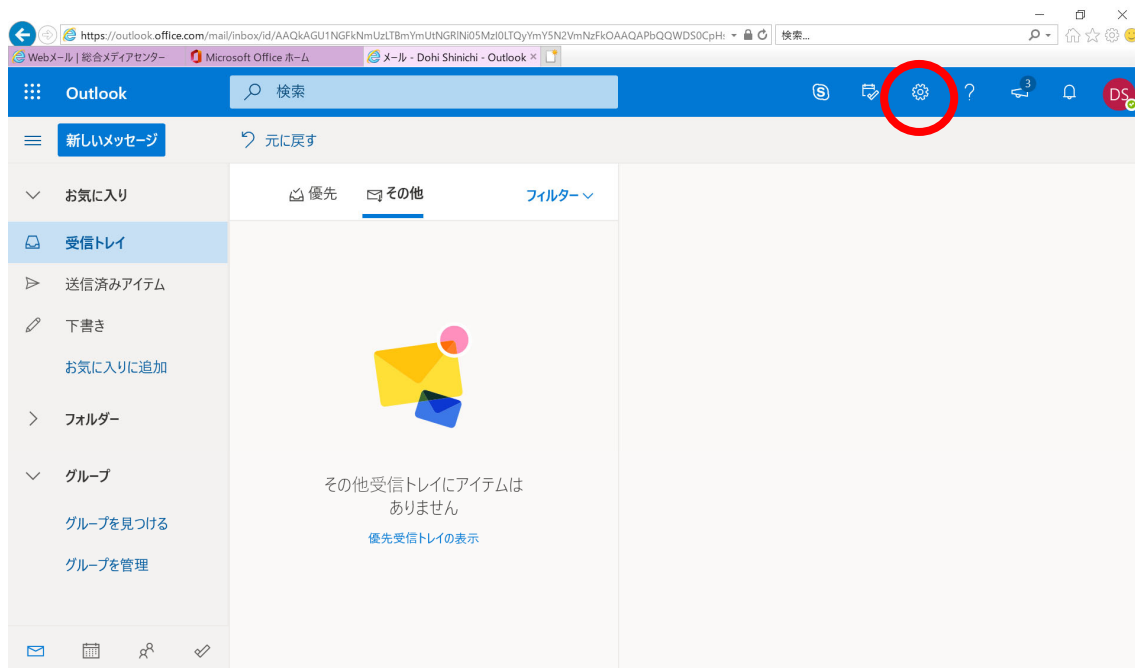 https://outlook.office.com/mail/inbox/id/AAQkAGU1NGFkNmUzLTBmYmUtNGRlNi05MzI0LTQyYmY5N2VmNzFkOAAQAPbQQWDS0CpH
検索...
Webメール | 総合メディアセンター
Microsoft Office ホーム
メール - Dohi Shinichi - Outlook
Outlook
検索
3
DS
新しいメッセージ
元に戻す
お気に入り
優先
その他
フィルター
受信トレイ
送信済みアイテム
下書き
お気に入りに追加
フォルダー
グループ
グループを見つける
グループを管理
その他受信トレイにアイテムは
ありません
優先受信トレイの表示